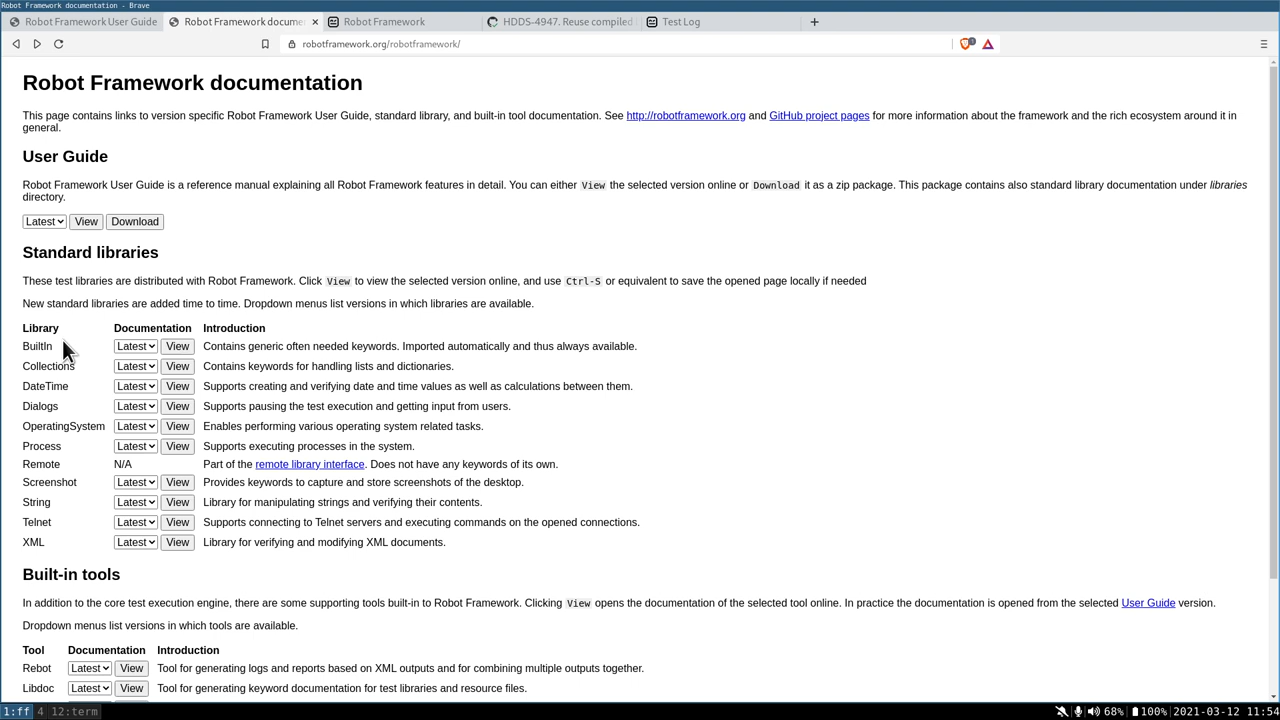 Robot Framework documentation - Brave
Robot Framework User Guide
Robot Framework documen
Robot Framework
HDDS-4947. Reuse compiled
Test Log
robotframework.org/robotframework/
1
Robot Framework documentation
This page contains links to version specific Robot Framework User Guide, standard library, and built-in tool documentation. See http://robotframework.org and GitHub project pages for more information about the framework and the rich ecosystem around it in
general.
User Guide
Robot Framework User Guide is a reference manual explaining all Robot Framework features in detail. You can either View the selected version online or Download it as a zip package. This package contains also standard library documentation under libraries
directory.
Latest View Download
Standard libraries
These test libraries are distributed with Robot Framework. Click View to view the selected version online, and use Ctrl-S or equivalent to save the opened page locally if needed
New standard libraries are added time to time. Dropdown menus list versions in which libraries are available.
Library Documentation Introduction
BuiltIn Latest View Contains generic often needed keywords. Imported automatically and thus always available.
Collections Latest View Contains keywords for handling lists and dictionaries.
DateTime Latest View Supports creating and verifying date and time values as well as calculations between them.
Dialogs Latest View Supports pausing the test execution and getting input from users.
OperatingSystem Latest View Enables performing various operating system related tasks.
Process Latest View Supports executing processes in the system.
Remote N/A Part of the remote library interface. Does not have any keywords of its own.
Screenshot Latest View Provides keywords to capture and store screenshots of the desktop.
String Latest View Library for manipulating strings and verifying their contents.
Telnet Latest View Supports connecting to Telnet servers and executing commands on the opened connections.
XML Latest View Library for verifying and modifying XML documents.
Built-in tools
In addition to the core test execution engine, there are some supporting tools built-in to Robot Framework. Clicking View opens the documentation of the selected tool online. In practice the documentation is opened from the selected User Guide version.
Dropdown menus list versions in which tools are available.
Tool Documentation Introduction
Rebot Latest View Tool for generating logs and reports based on XML outputs and for combining multiple outputs together.
Libdoc Latest View Tool for generating keyword documentation for test libraries and resource files.
1:ff 4 12:term 68% 100% 2021-03-12 11:54